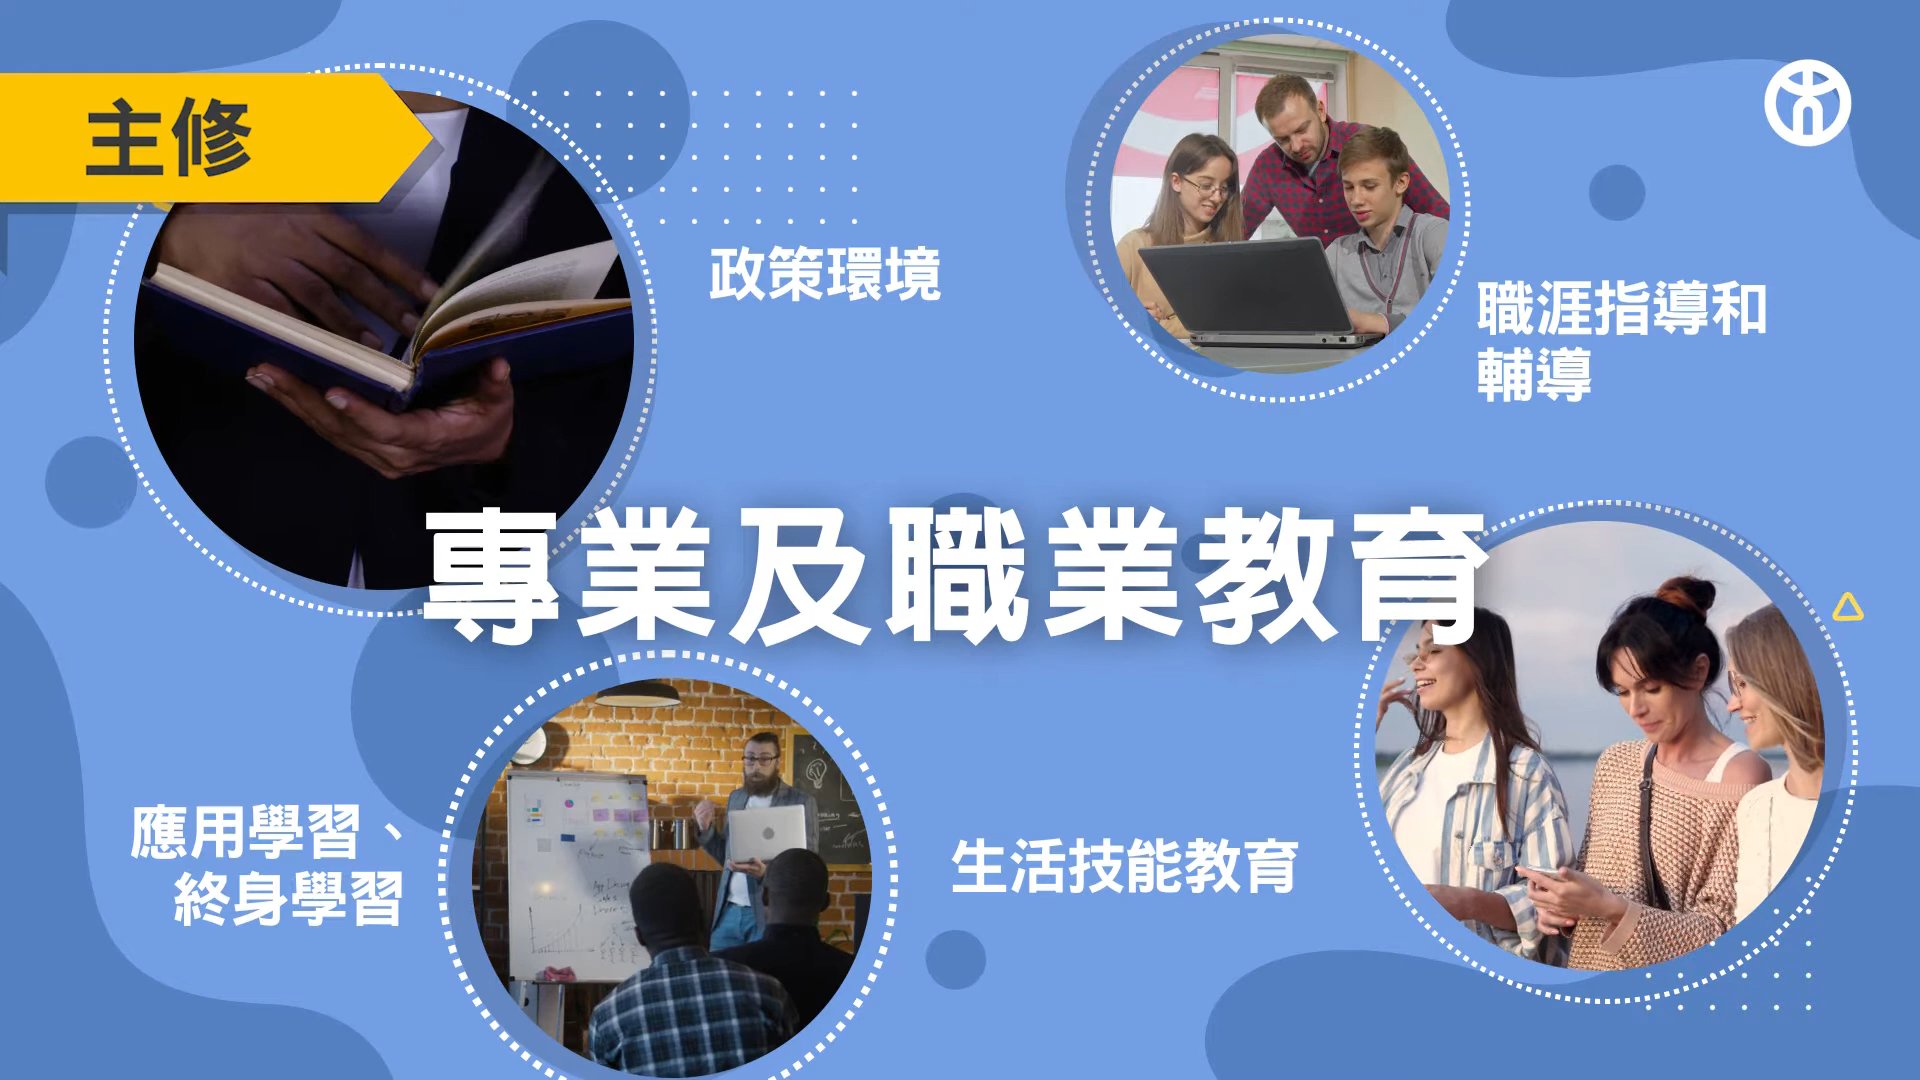 主修
政策環境
職涯指導和
輔導
專業及職業教育
應用學習、
終身學習
生活技能教育